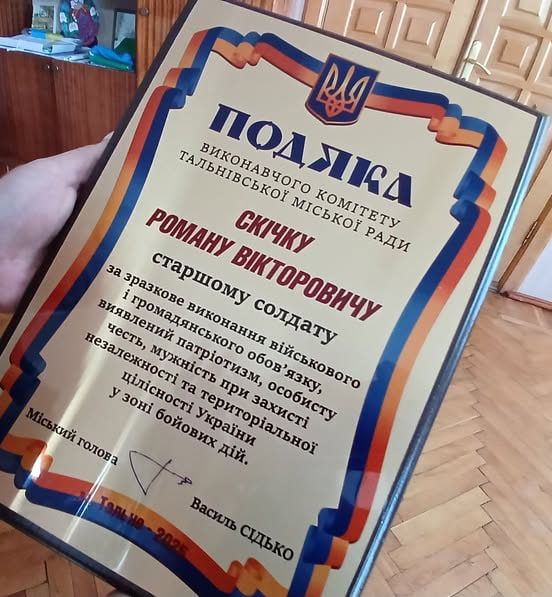 ПОДЯКА
ВИКОНАВЧОГО КОМІТЕТУ
ТАЛЬНІВСЬКОЇ МІСЬКОЇ РАДИ
СКІЧКУ
РОМАНУ ВІКТОРОВИЧУ
старшому солдату
за зразкове виконання військового
і громадянського обов'язку,
виявлений патріотизм, особисту
честь, мужність при захисті
незалежності та територіальної
цілісності України
у зоні бойових дій.
Міський голова
Василь СІДЬКО
м. Тальне - 2025